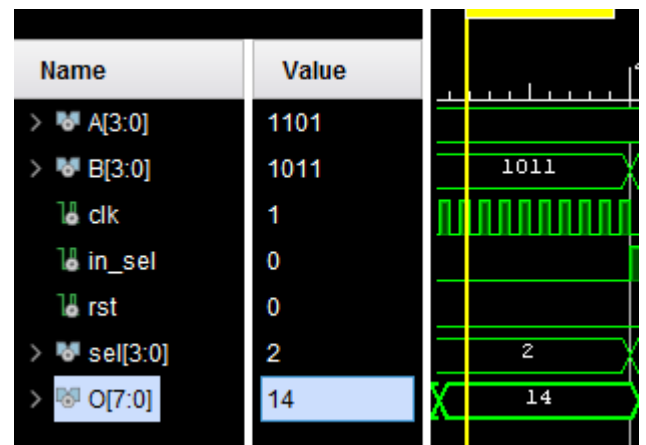 Name Value
A[3:0] 1101
B[3:0] 1011 1011
clk 1
in_sel 0
rst 0
sel[3:0] 2 2
O[7:0] 14 14